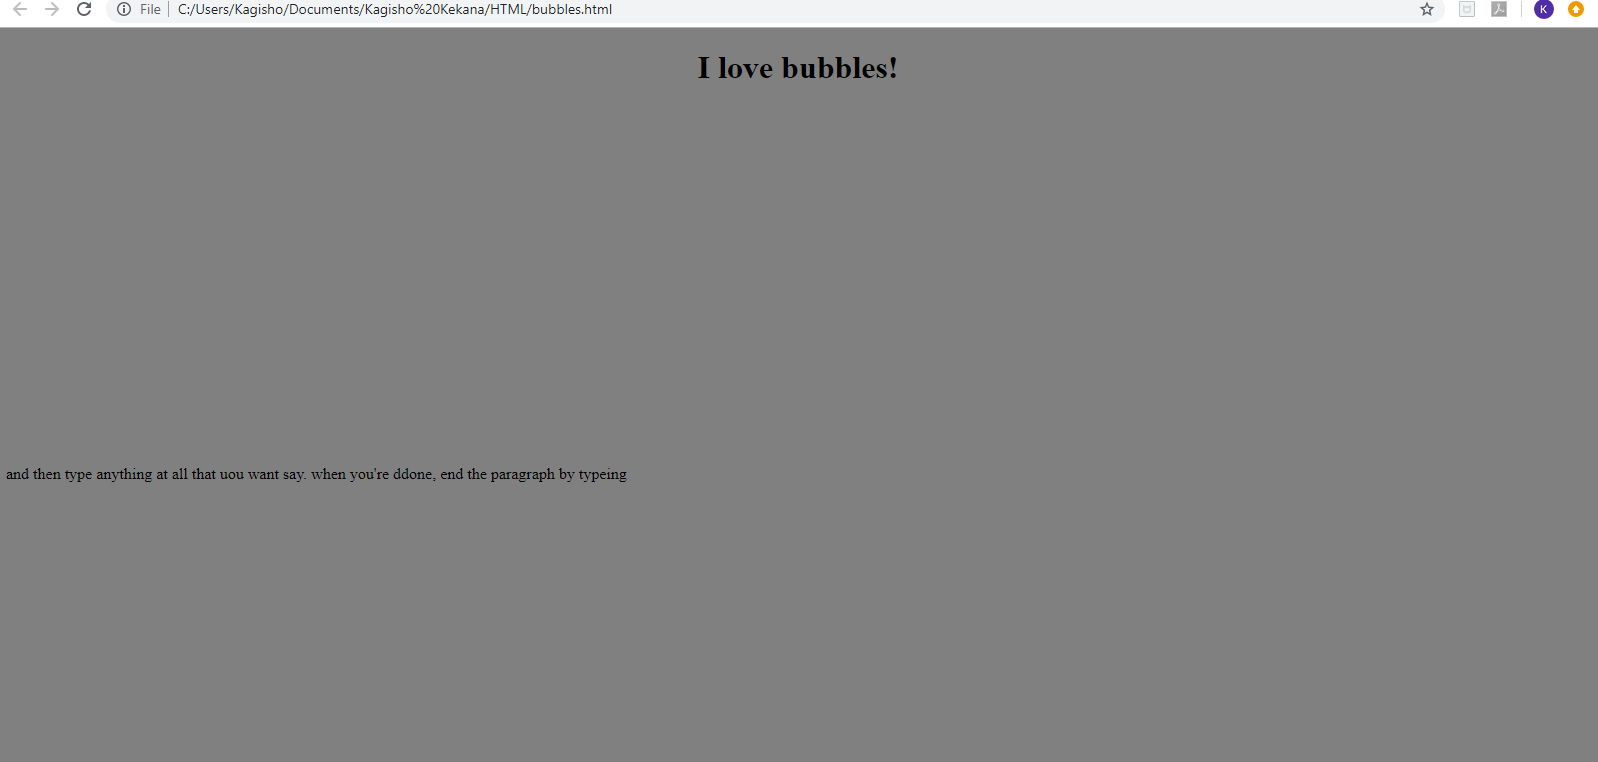 File C:/Users/Kagisho/Documents/Kagisho%20Kekana/HTML/bubbles.html K
I love bubbles!
and then type anything at all that uou want say. when you're ddone, end the paragraph by typeing